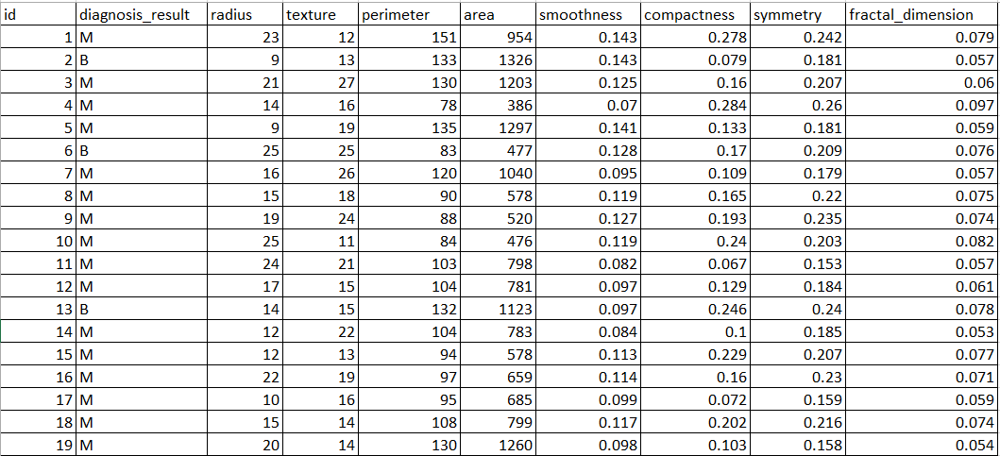 id diagnosis_result radius texture perimeter area smoothness compactness symmetry fractal_dimension
1 M 23 12 151 954 0.143 0.278 0.242 0.079
2 B 9 13 133 1326 0.143 0.079 0.181 0.057
3 M 21 27 130 1203 0.125 0.16 0.207 0.06
4 M 14 16 78 386 0.07 0.284 0.26 0.097
5 M 9 19 135 1297 0.141 0.133 0.181 0.059
6 B 25 25 83 477 0.128 0.17 0.209 0.076
7 M 16 26 120 1040 0.095 0.109 0.179 0.057
8 M 15 18 90 578 0.119 0.165 0.22 0.075
9 M 19 24 88 520 0.127 0.193 0.235 0.074
10 M 25 11 84 476 0.119 0.24 0.203 0.082
11 M 24 21 103 798 0.082 0.067 0.153 0.057
12 M 17 15 104 781 0.097 0.129 0.184 0.061
13 B 14 15 132 1123 0.097 0.246 0.24 0.078
14 M 12 22 104 783 0.084 0.1 0.185 0.053
15 M 12 13 94 578 0.113 0.229 0.207 0.077
16 M 22 19 97 659 0.114 0.16 0.23 0.071
17 M 10 16 95 685 0.099 0.072 0.159 0.059
18 M 15 14 108 799 0.117 0.202 0.216 0.074
19 M 20 14 130 1260 0.098 0.103 0.158 0.054